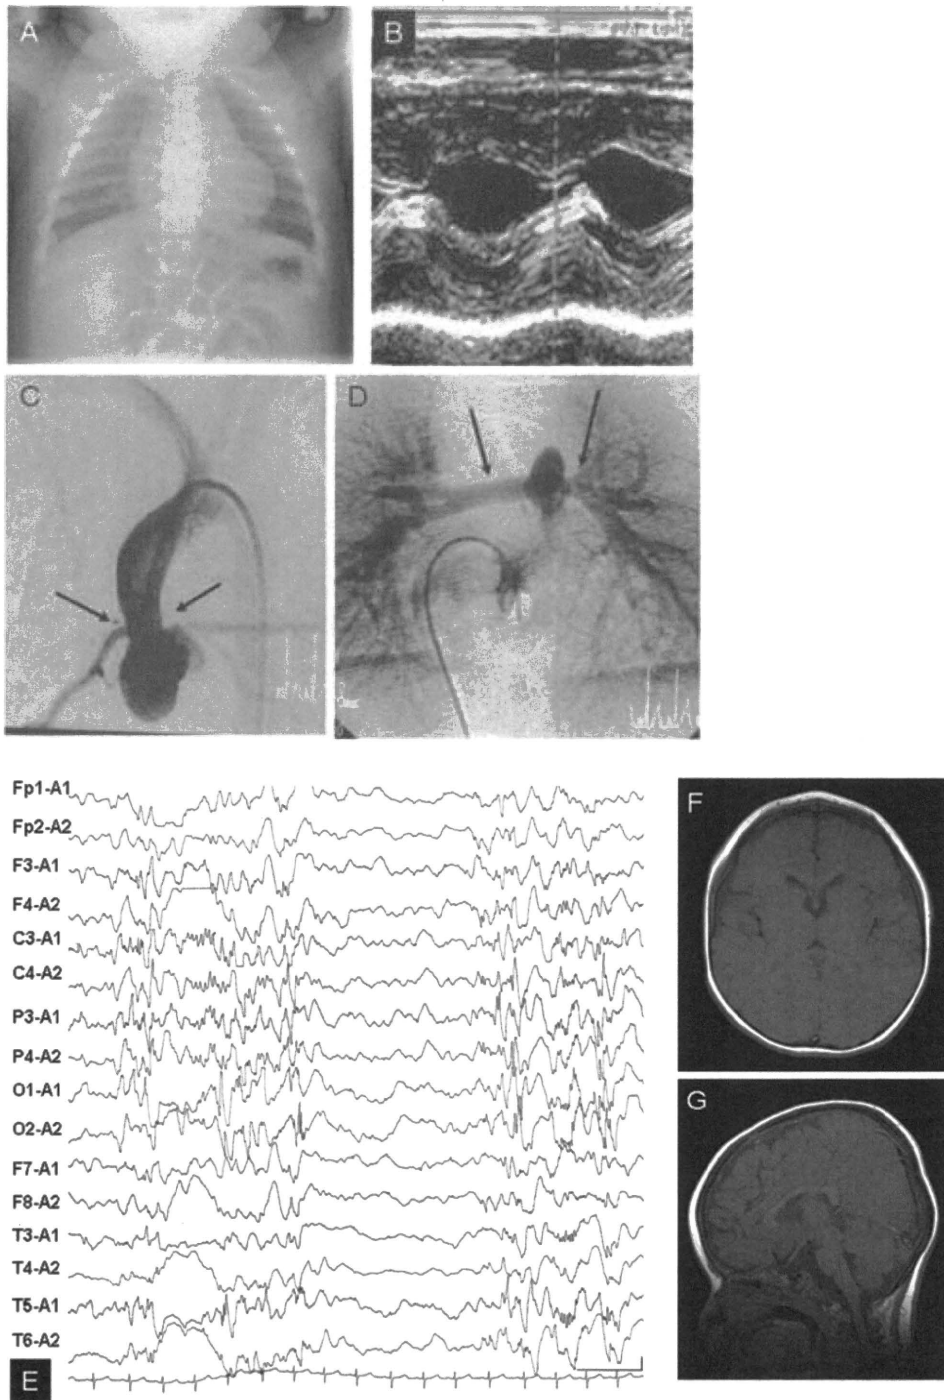 A
B
C
D
Fp1-A1
Fp2-A2
F3-A1
F4-A2
C3-A1
C4-A2
P3-A1
P4-A2
O1-A1
O2-A2
F7-A1
F8-A2
T3-A1
T4-A2
T5-A1
T6-A2
E
F
G